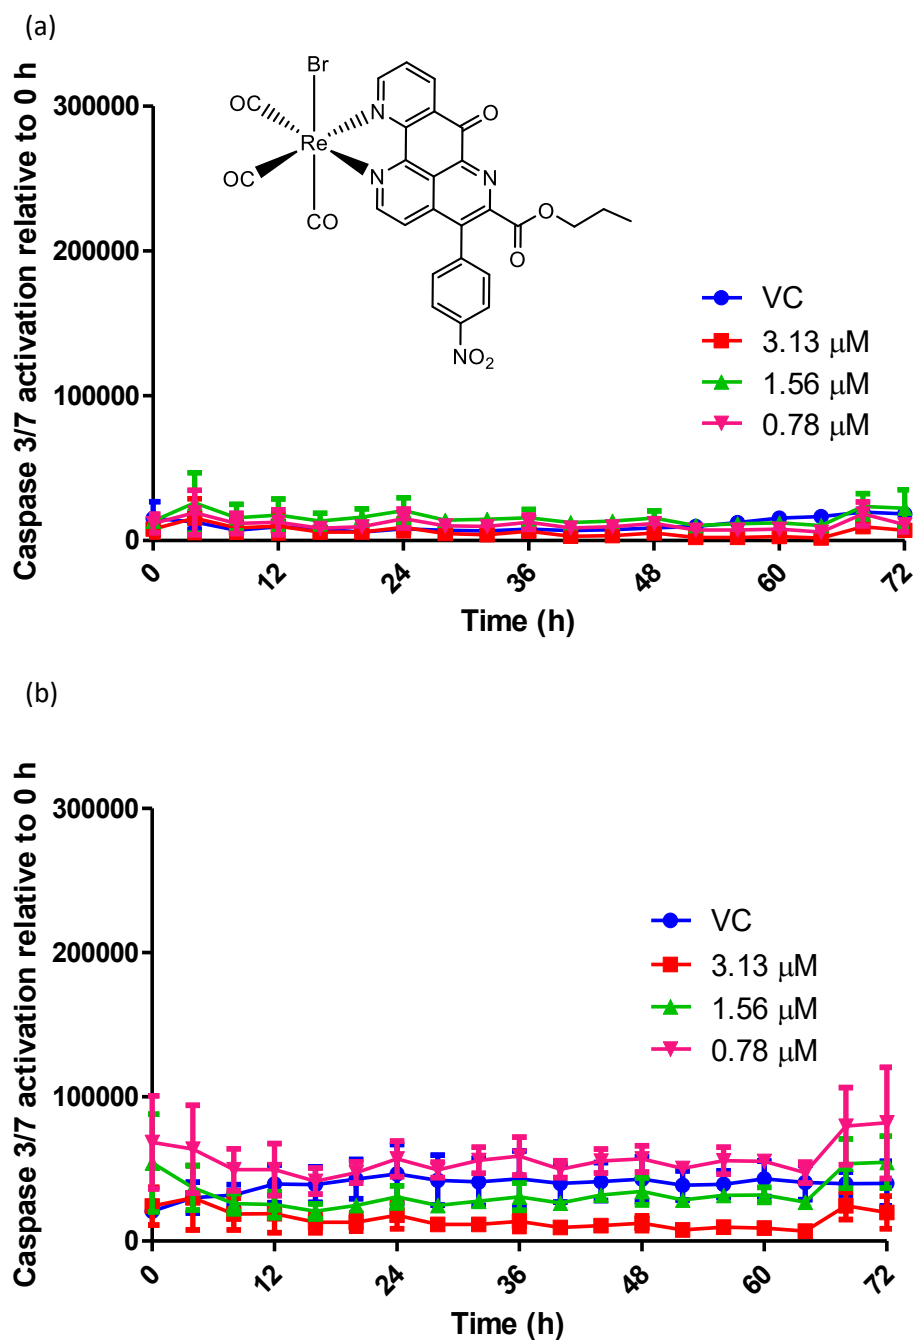 (a)
Caspase 3/7 activation relative to 0 h
300000
200000
100000
0
Br
OC
OC
CO
Re
N
N
O
N
O
O
NO2
VC
3.13 μM
1.56 μM
0.78 μM
0 12 24 36 48 60 72
Time (h)
(b)
Caspase 3/7 activation relative to 0 h
300000
200000
100000
0
VC
3.13 μM
1.56 μM
0.78 μM
0 12 24 36 48 60 72
Time (h)